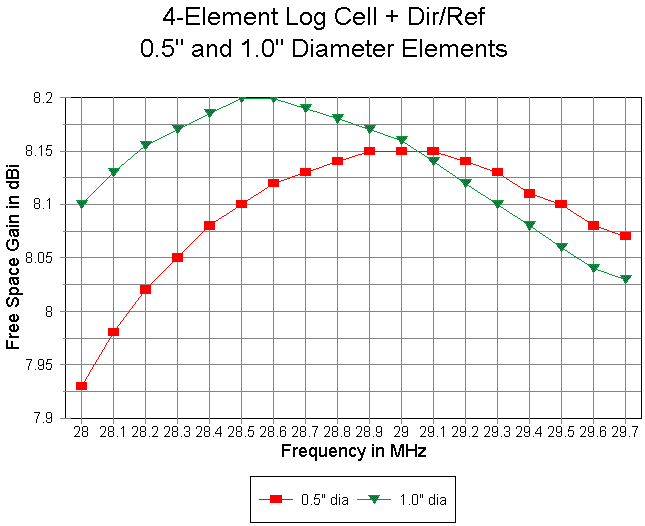 4-Element Log Cell + Dir/Ref
0.5" and 1.0" Diameter Elements
Free Space Gain in dBi
8.2
8.15
8.1
8.05
8
7.95
7.9
28 28.1 28.2 28.3 28.4 28.5 28.6 28.7 28.8 28.9 29 29.1 29.2 29.3 29.4 29.5 29.6 29.7
Frequency in MHz
0.5" dia 1.0" dia